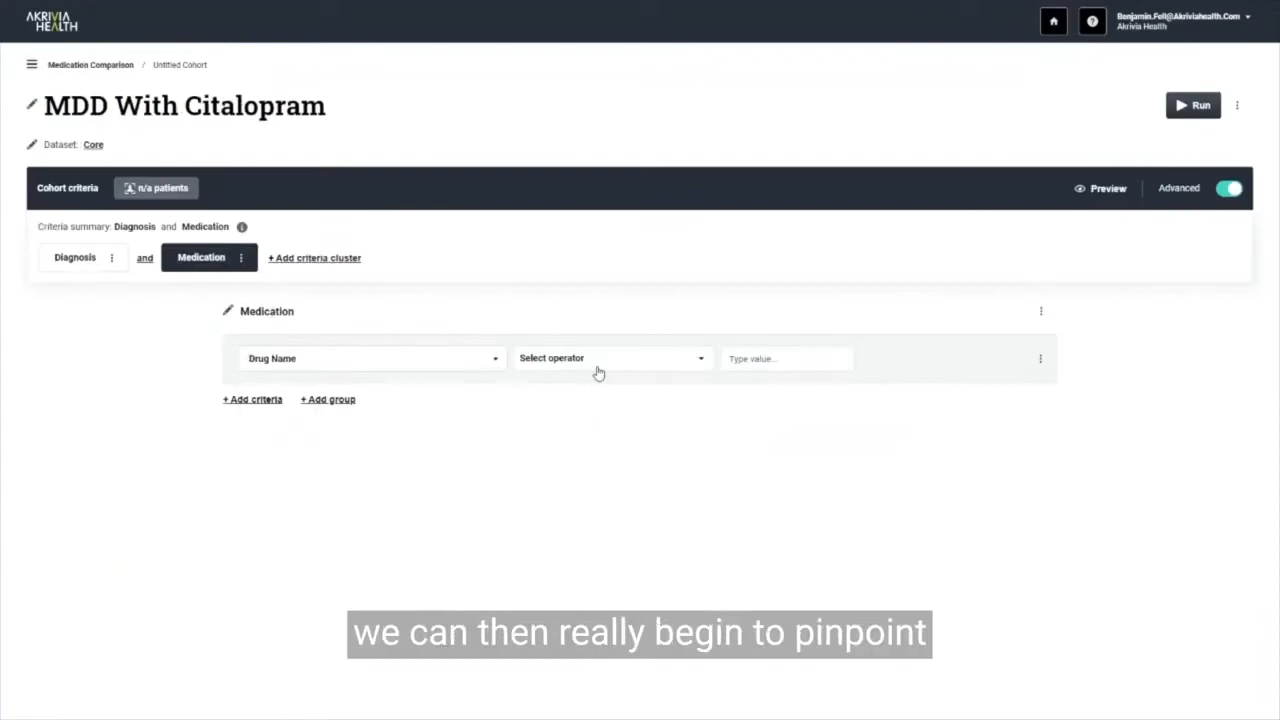 AKRIVIA
HEALTH
Benjamin.Fell@Akriviahealth.Com
Akrivia Health
Medication Comparison / Untitled Cohort
MDD With Citalopram
Run
Dataset: Core
Cohort criteria
n/a patients
Preview
Advanced
Criteria summary: Diagnosis and Medication
Diagnosis and Medication + Add criteria cluster
Medication
Drug Name
Select operator
Type value...
+ Add criteria + Add group
we can then really begin to pinpoint